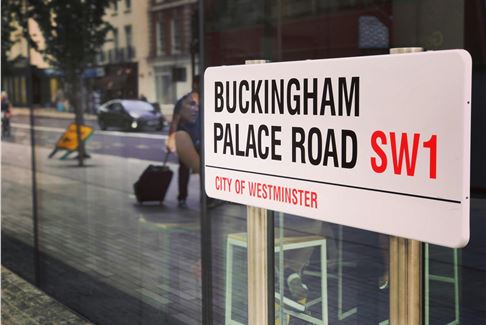 BUCKINGHAM
PALACE ROAD SW1
CITY OF WESTMINSTER